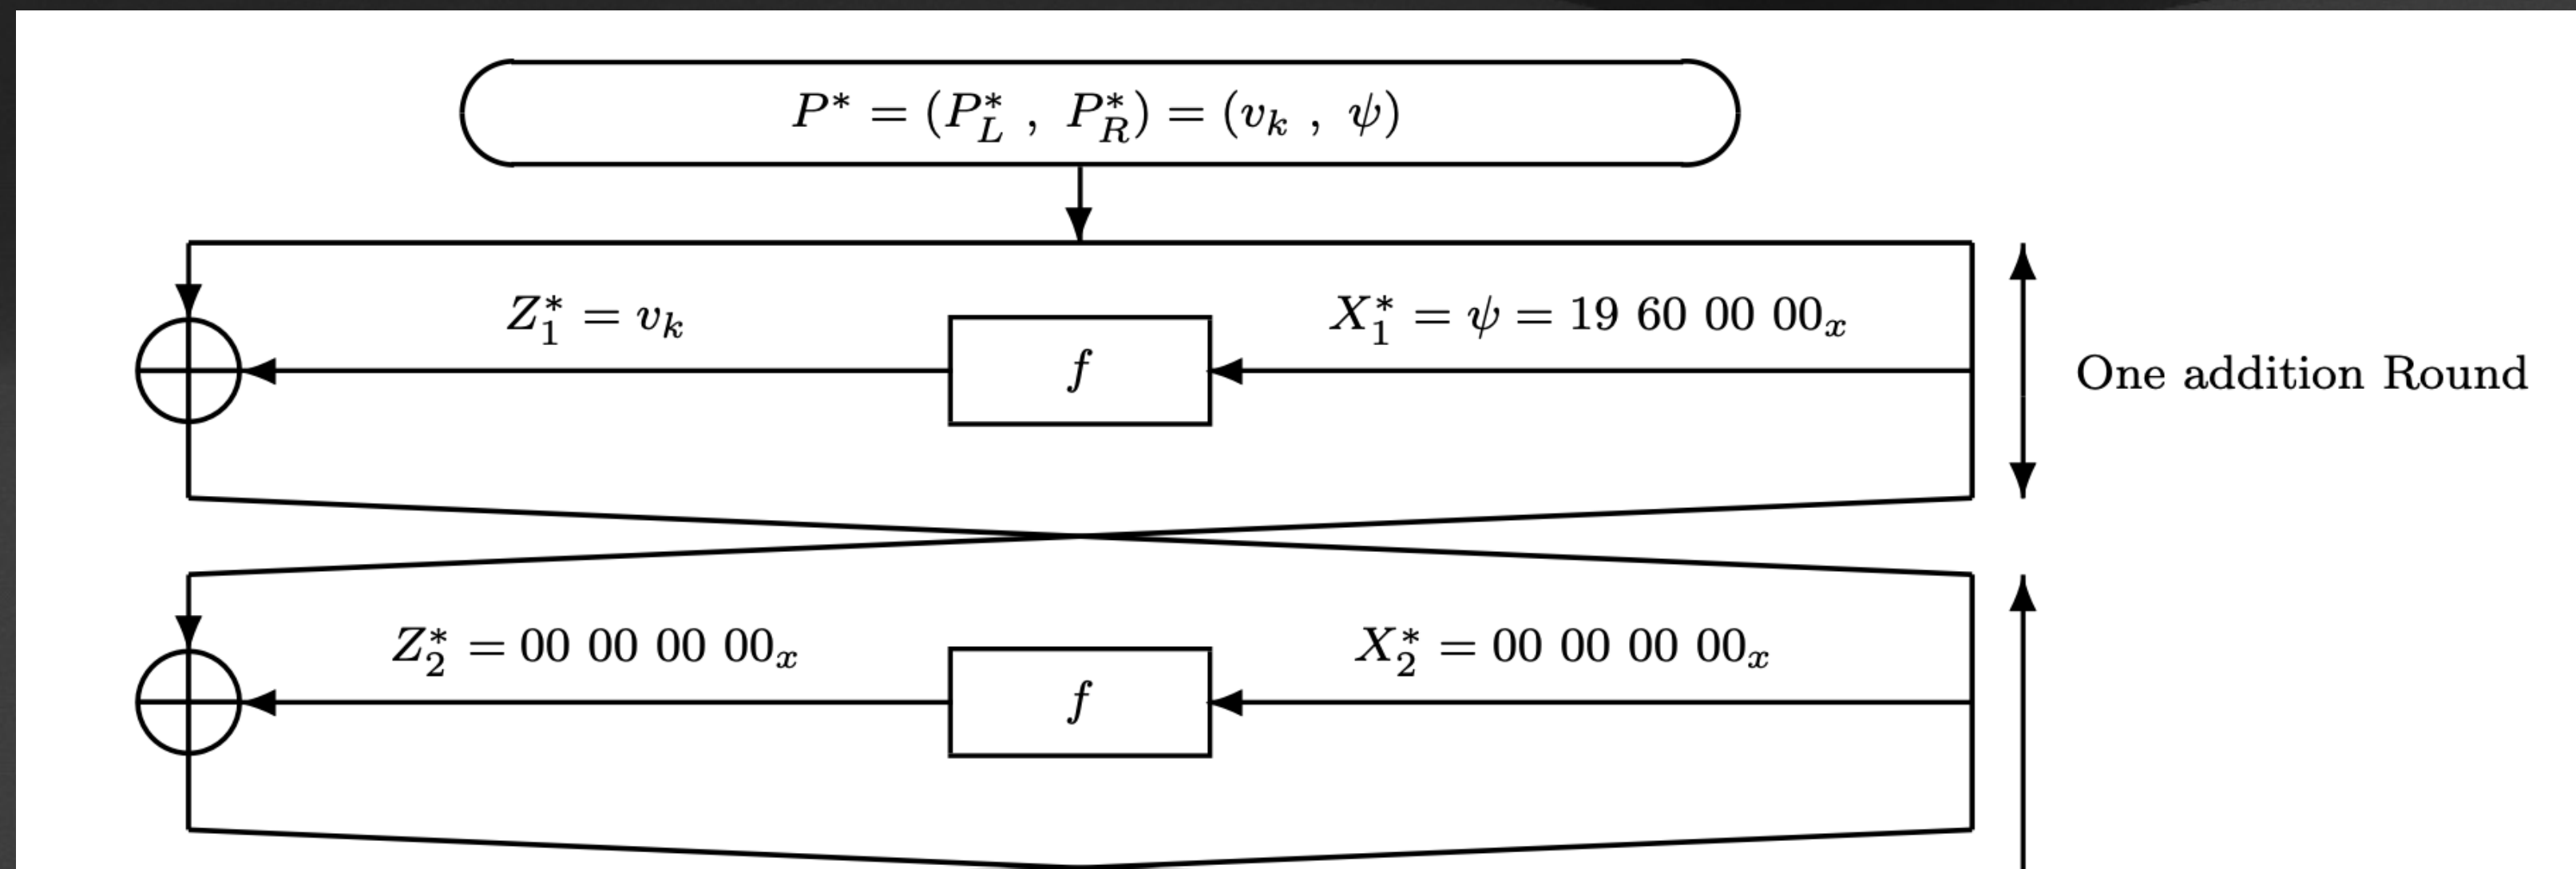 P* = (P*_L , P*_R) = (v_k , ψ)
Z*_1 = v_k
f
X*_1 = ψ = 19 60 00 00_x
One addition Round
Z*_2 = 00 00 00 00_x
f
X*_2 = 00 00 00 00_x